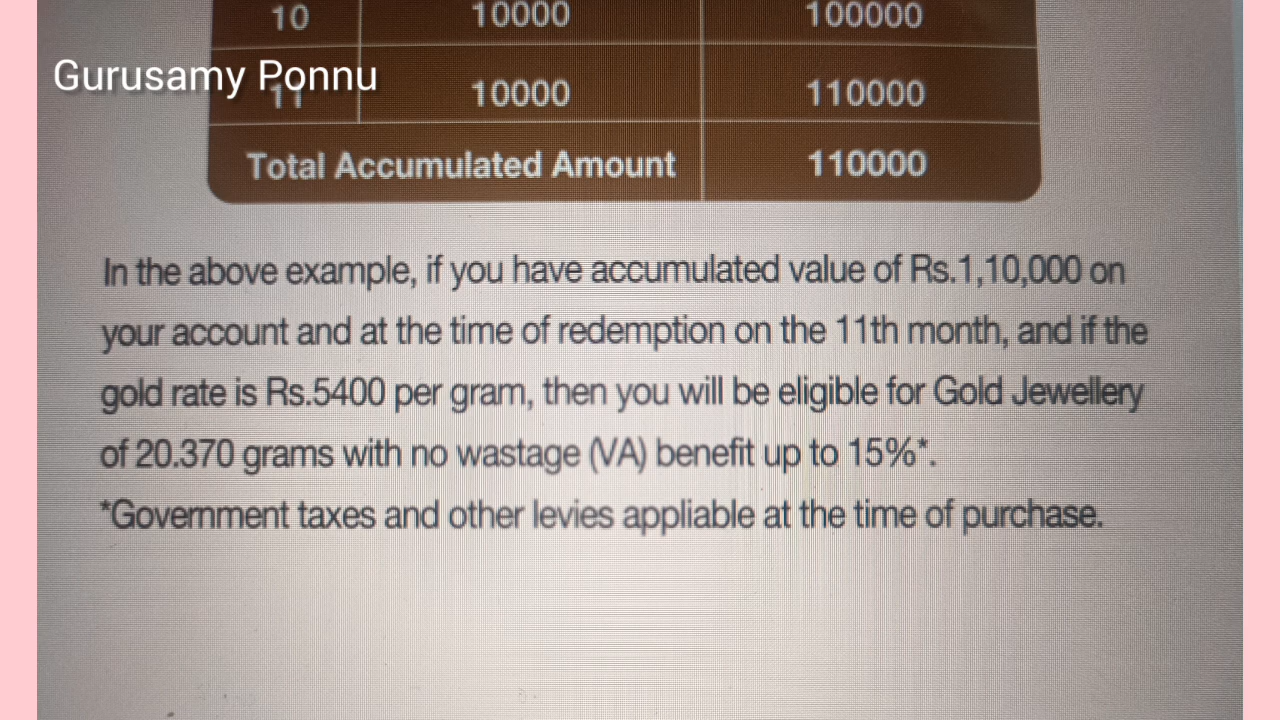 10 10000 100000
Gurusamy Ponnu
11 10000 110000
Total Accumulated Amount 110000
In the above example, if you have accumulated value of Rs.1,10,000 on
your account and at the time of redemption on the 11th month, and if the
gold rate is Rs.5400 per gram, then you will be eligible for Gold Jewellery
of 20.370 grams with no wastage (VA) benefit up to 15%*.
*Government taxes and other levies appliable at the time of purchase.